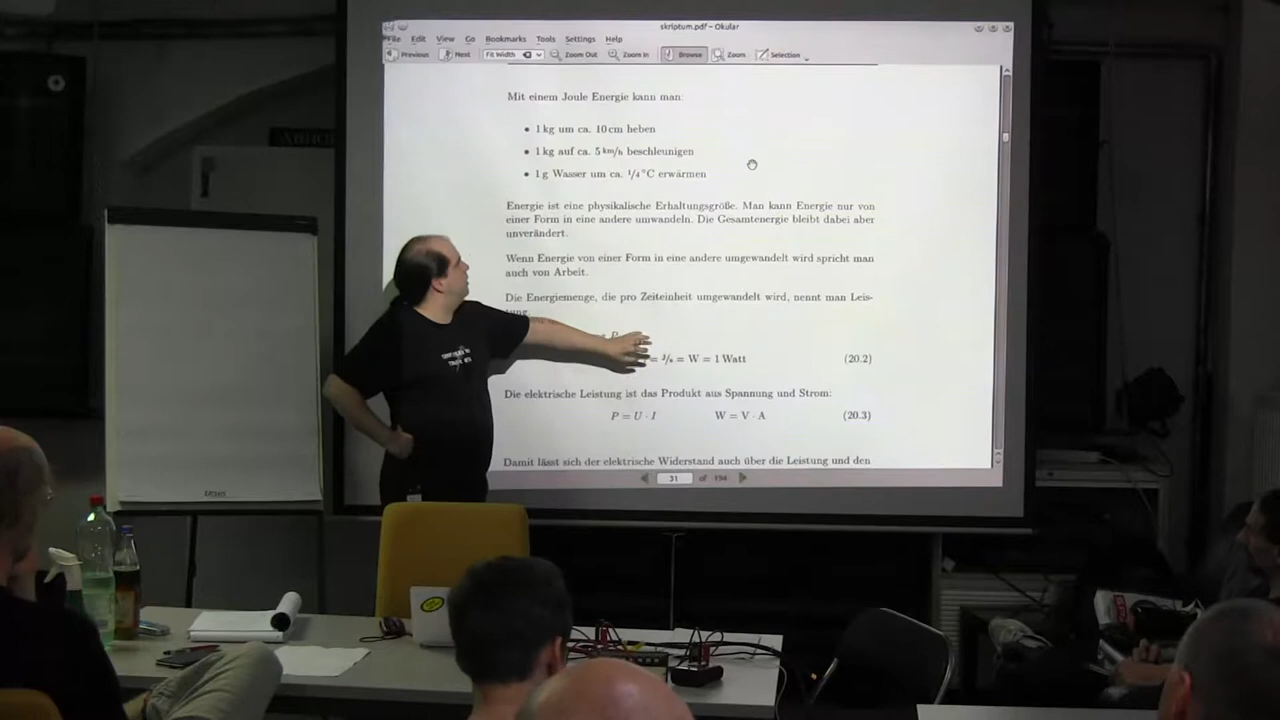 skriptum.pdf – Okular
File Edit View Go Bookmarks Tools Settings Help
Previous Next Fit Width Zoom Out Zoom In Browse Zoom Selection
Mit einem Joule Energie kann man:
• 1 kg um ca. 10 cm heben
• 1 kg auf ca. 5 km/h beschleunigen
• 1 g Wasser um ca. 1/4 °C erwärmen
Energie ist eine physikalische Erhaltungsgröße. Man kann Energie nur von
einer Form in eine andere umwandeln. Die Gesamtenergie bleibt dabei aber
unverändert.
Wenn Energie von einer Form in eine andere umgewandelt wird spricht man
auch von Arbeit.
Die Energiemenge, die pro Zeiteinheit umgewandelt wird, nennt man Leis-
tung.
= P
= J/s = W = 1 Watt (20.2)
Die elektrische Leistung ist das Produkt aus Spannung und Strom:
P = U · I W = V · A (20.3)
Damit lässt sich der elektrische Widerstand auch über die Leistung und den
31 of 194